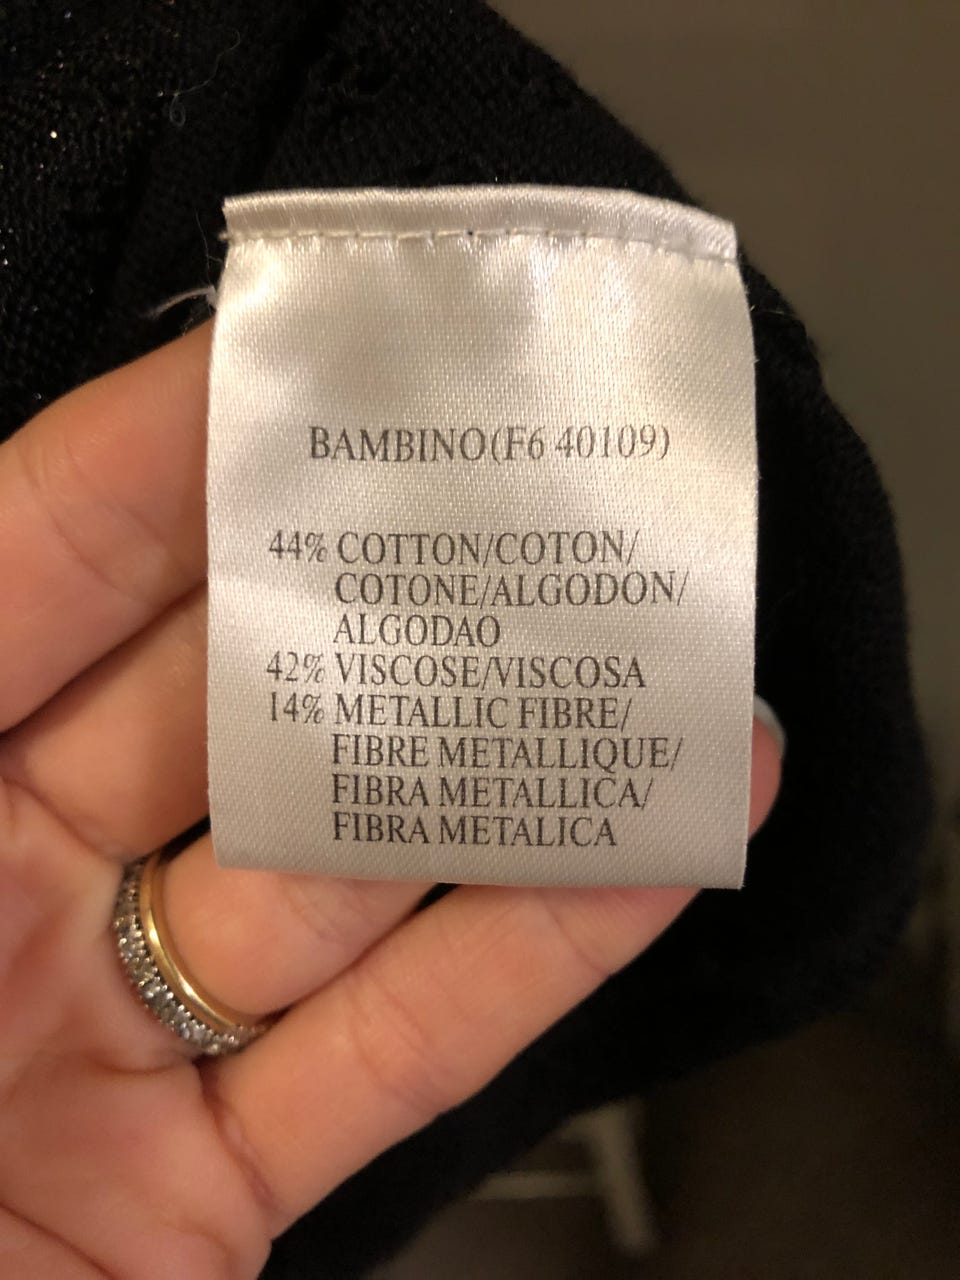 BAMBINO(F6 40109)
44% COTTON/COTON/
COTONE/ALGODON/
ALGODAO
42% VISCOSE/VISCOSA
14% METALLIC FIBRE/
FIBRE METALLIQUE/
FIBRA METALLICA/
FIBRA METALICA